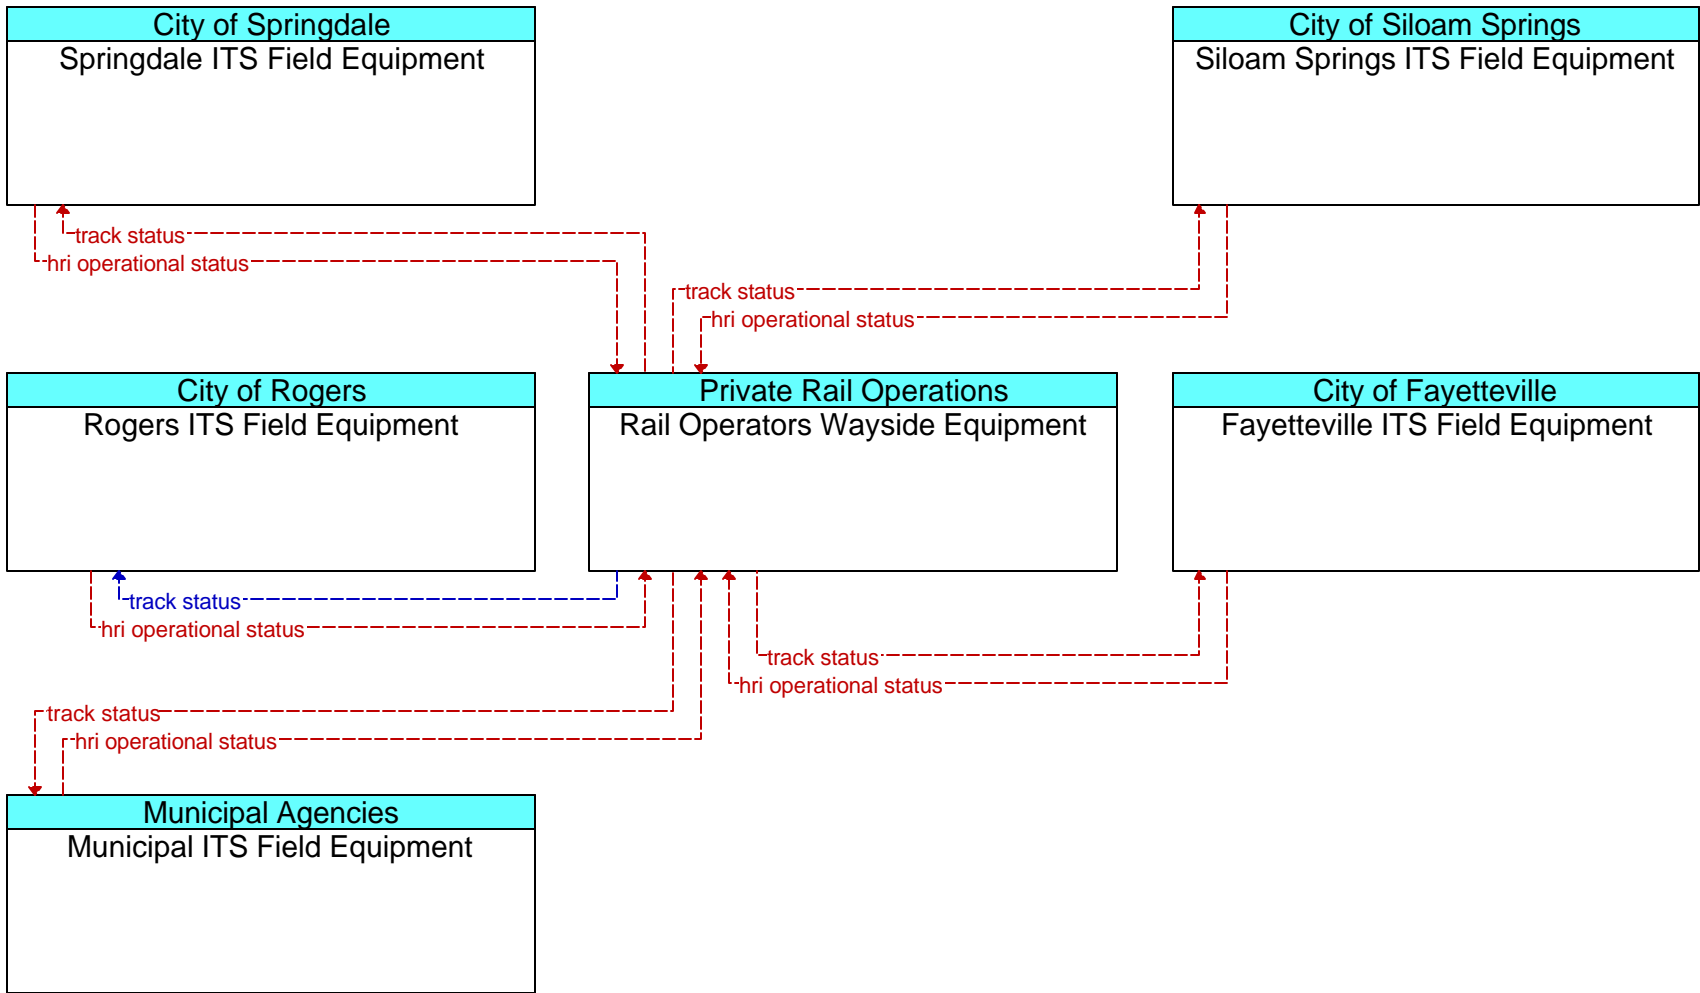 City of Springdale
Springdale ITS Field Equipment
City of Siloam Springs
Siloam Springs ITS Field Equipment
track status
hri operational status
track status
hri operational status
City of Rogers
Rogers ITS Field Equipment
Private Rail Operations
Rail Operators Wayside Equipment
City of Fayetteville
Fayetteville ITS Field Equipment
track status
hri operational status
track status
hri operational status
track status
hri operational status
Municipal Agencies
Municipal ITS Field Equipment